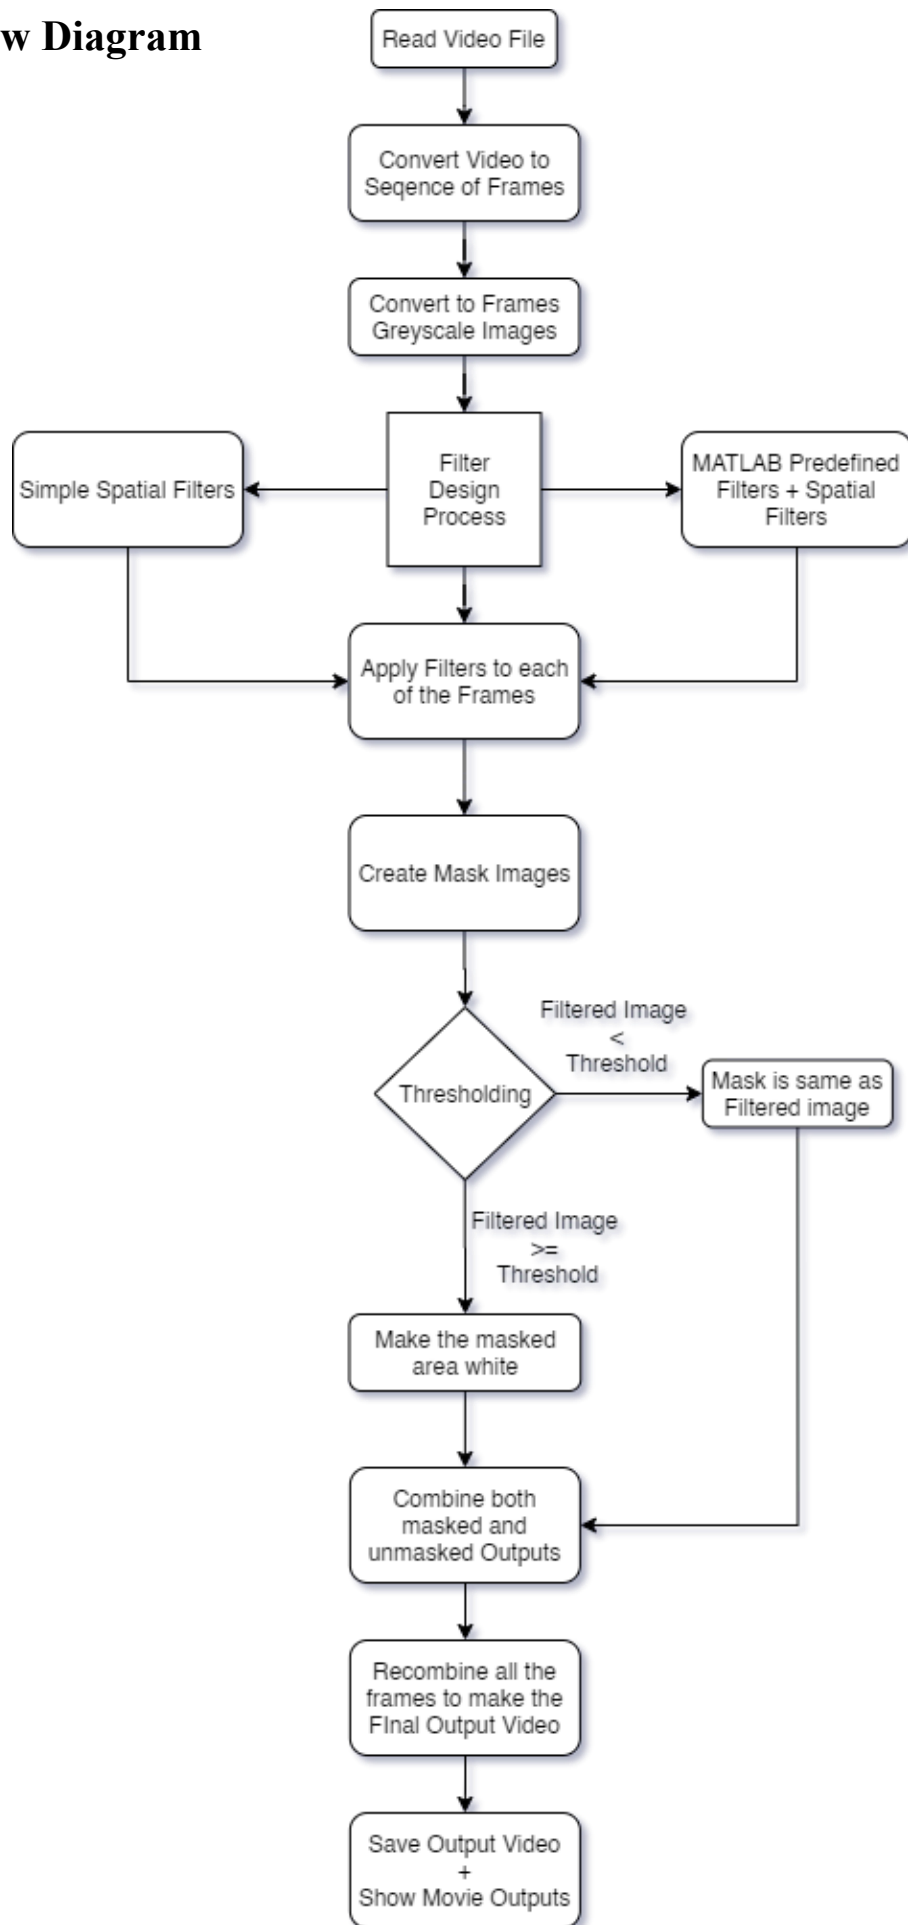 w Diagram
Read Video File
Convert Video to
Seqence of Frames
Convert to Frames
Greyscale Images
Filter
Design
Process
Simple Spatial Filters
MATLAB Predefined
Filters + Spatial
Filters
Apply Filters to each
of the Frames
Create Mask Images
Thresholding
Filtered Image
<
Threshold
Mask is same as
Filtered image
Filtered Image
>=
Threshold
Make the masked
area white
Combine both
masked and
unmasked Outputs
Recombine all the
frames to make the
FInal Output Video
Save Output Video
+
Show Movie Outputs